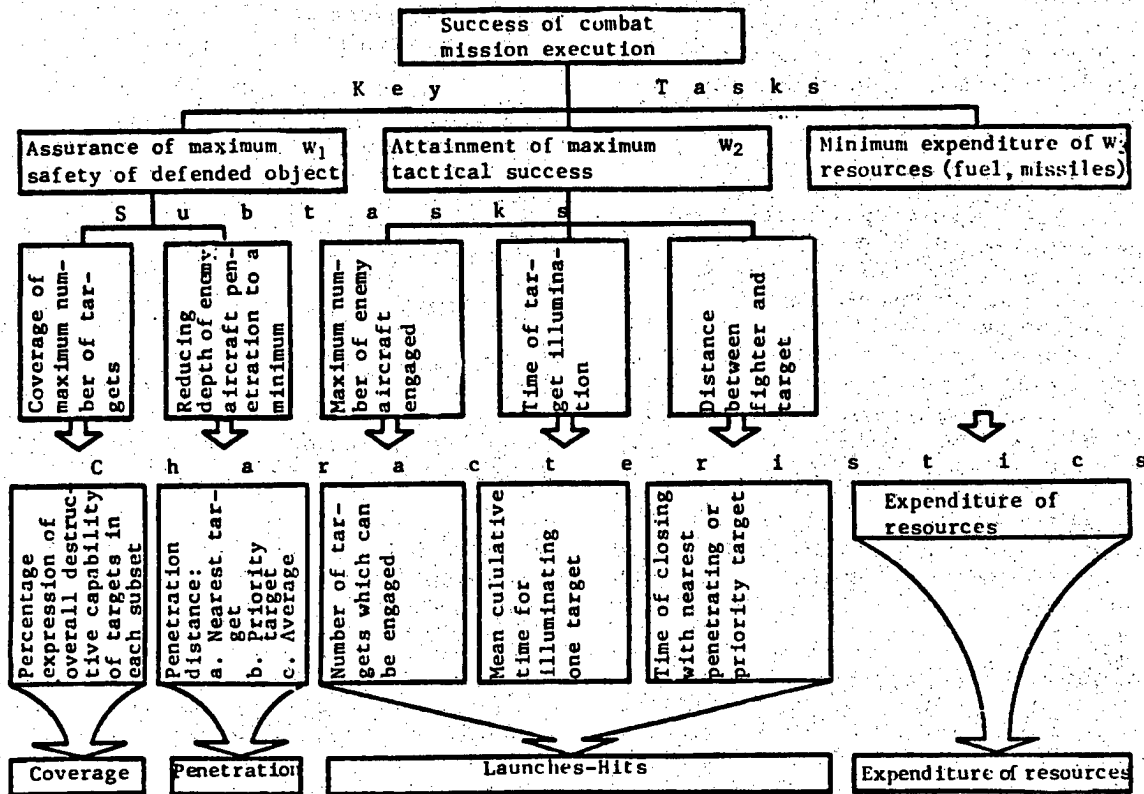 Success of combat
mission execution
Key Tasks
Assurance of maximum W1
safety of defended object
Attainment of maximum W2
tactical success
Minimum expenditure of W3
resources (fuel, missiles)
Subtasks
Coverage of
maximum num-
ber of tar-
gets
Reducing
depth of enemy
aircraft pen-
etration to a
minimum
Maximum num-
ber of enemy
aircraft
engaged
Time of tar-
get illumina-
tion
Distance
between
fighter and
target
Characteristics
Percentage
expression of
overall destruc-
tive capability
of targets in
each subset
Penetration
distance:
a. Nearest tar-
get
b. Priority
target
c. Average
Number of tar-
gets which can
be engaged
Mean cululative
time for
illuminating
one target
Time of closing
with nearest
penetrating or
priority target
Expenditure of
resources
Coverage
Penetration
Launches-Hits
Expenditure of resources